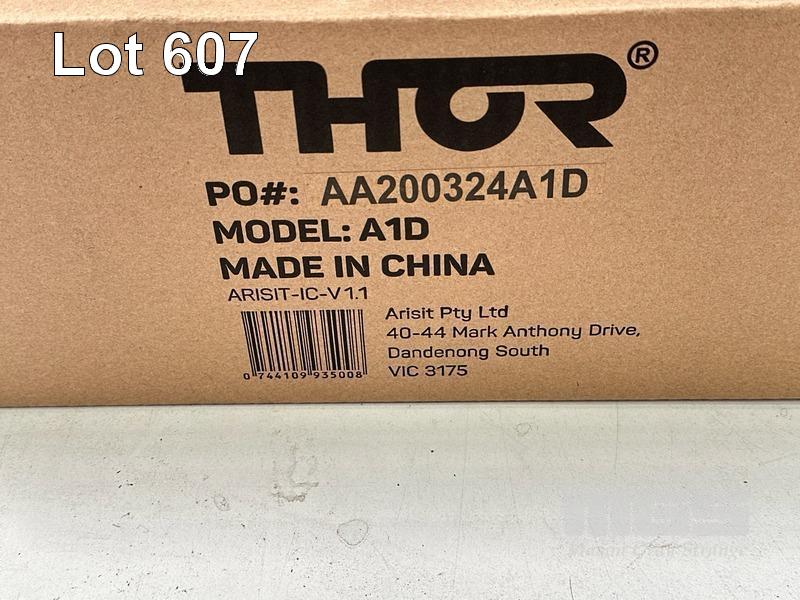 Lot 607
THOR®
PO#: AA200324A1D
MODEL: A1D
MADE IN CHINA
ARISIT-IC-V1.1
Arisit Pty Ltd
40-44 Mark Anthony Drive,
Dandenong South
VIC 3175
0 744109 935008